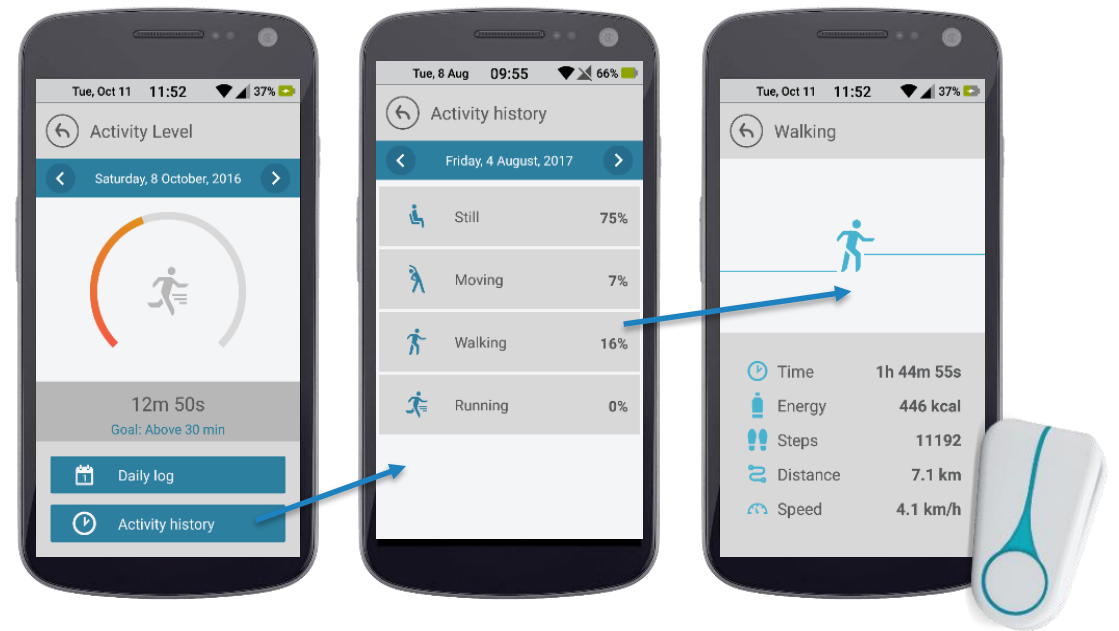 Tue, Oct 11 11:52 37%
Activity Level
Saturday, 8 October, 2016
12m 50s
Goal: Above 30 min
1
Daily log
Activity history
Tue, 8 Aug 09:55 66%
Activity history
Friday, 4 August, 2017
Still 75%
Moving 7%
Walking 16%
Running 0%
Tue, Oct 11 11:52 37%
Walking
Time 1h 44m 55s
Energy 446 kcal
Steps 11192
Distance 7.1 km
Speed 4.1 km/h